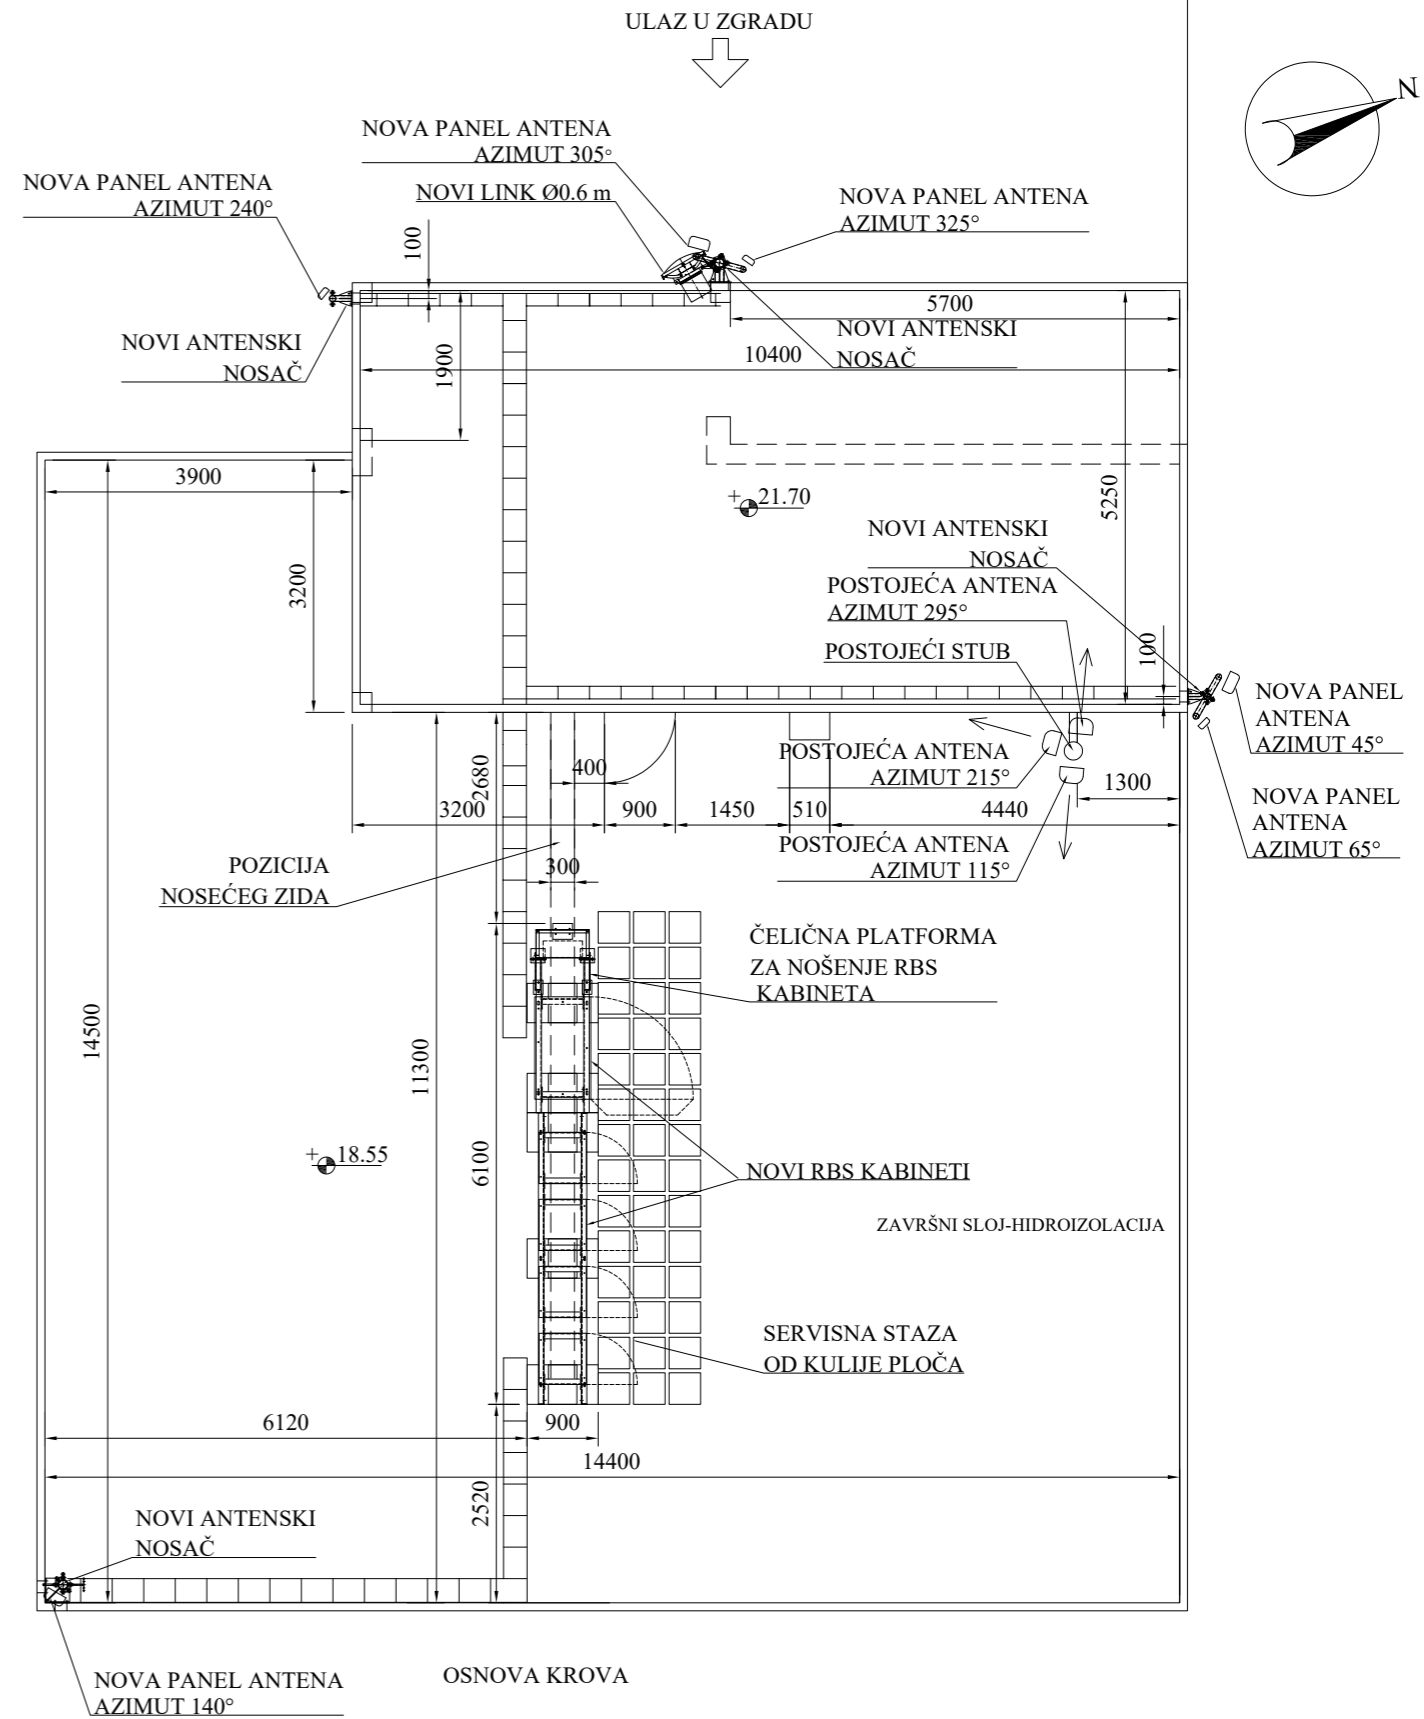 ULAZ U ZGRADU
N
NOVA PANEL ANTENA
AZIMUT 305°
NOVA PANEL ANTENA
AZIMUT 240°
NOVI LINK Ø0.6 m
NOVA PANEL ANTENA
AZIMUT 325°
100
5700
NOVI ANTENSKI
NOSAČ
NOVI ANTENSKI
NOSAČ
10400
1900
3900
+ 21.70
5250
NOVI ANTENSKI
NOSAČ
3200
POSTOJEĆA ANTENA
AZIMUT 295°
POSTOJEĆI STUB
100
NOVA PANEL
ANTENA
AZIMUT 45°
POSTOJEĆA ANTENA
AZIMUT 215°
400
2680
1300
3200
900
1450
510
4440
NOVA PANEL
ANTENA
AZIMUT 65°
POSTOJEĆA ANTENA
AZIMUT 115°
POZICIJA
NOSEĆEG ZIDA
300
ČELIČNA PLATFORMA
ZA NOŠENJE RBS
KABINETA
14500
11300
6100
+ 18.55
NOVI RBS KABINETI
ZAVRŠNI SLOJ-HIDROIZOLACIJA
SERVISNA STAZA
OD KULIJE PLOČA
6120
900
14400
2520
NOVI ANTENSKI
NOSAČ
NOVA PANEL ANTENA
AZIMUT 140°
OSNOVA KROVA